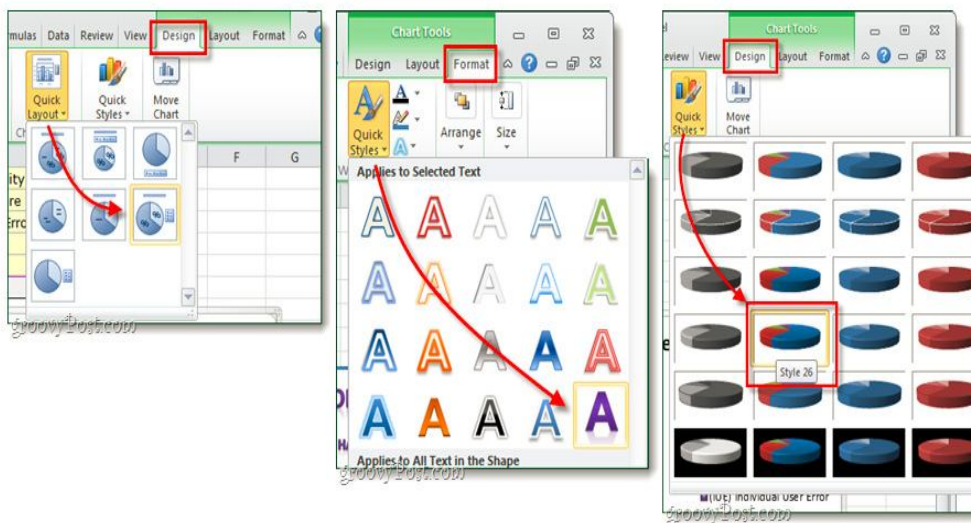 mulas Data Review View Design Layout Format
Quick Layout
Quick Styles
Move Chart
F G
ity
re
Erro
groovyPost.com
Chart Tools
Design Layout Format
Quick Styles
Arrange
Size
Applies to Selected Text
Applies to All Text in the Shape
groovyPost.com
Chart Tools
eview View Design Layout Format
Quick Styles
Move Chart
Style 26
(IUE) Individual User Error
groovyPost.com